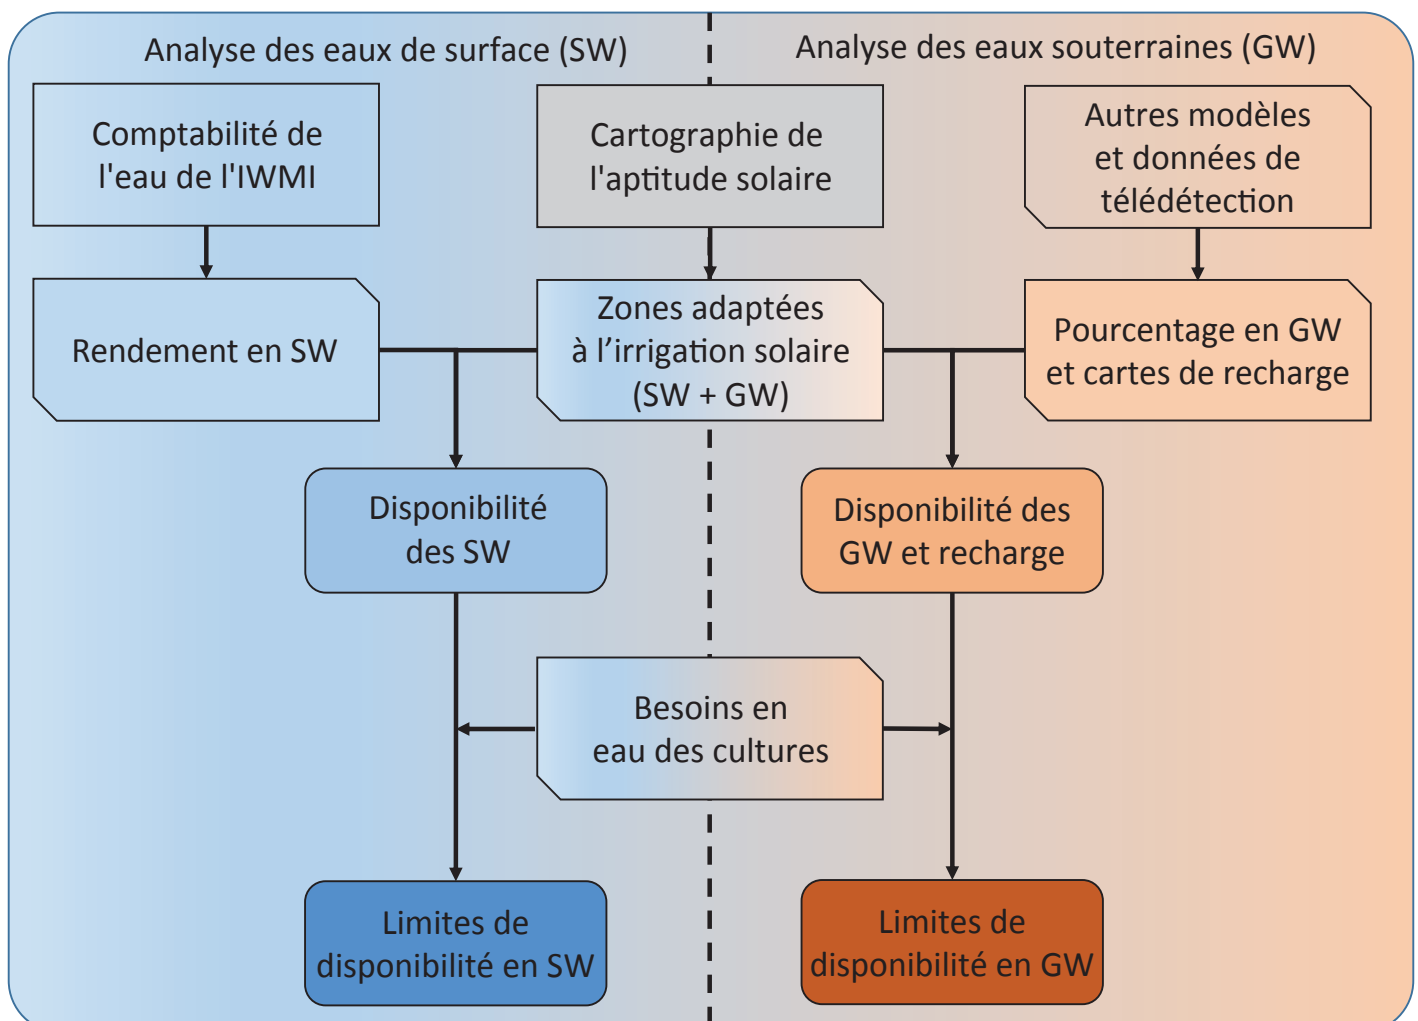 Analyse des eaux de surface (SW)
Analyse des eaux souterraines (GW)
Comptabilité de
l'eau de l'IWMI
Cartographie de
l'aptitude solaire
Autres modèles
et données de
télédétection
Rendement en SW
Zones adaptées
à l’irrigation solaire
(SW + GW)
Pourcentage en GW
et cartes de recharge
Disponibilité
des SW
Disponibilité des
GW et recharge
Besoins en
eau des cultures
Limites de
disponibilité en SW
Limites de
disponibilité en GW